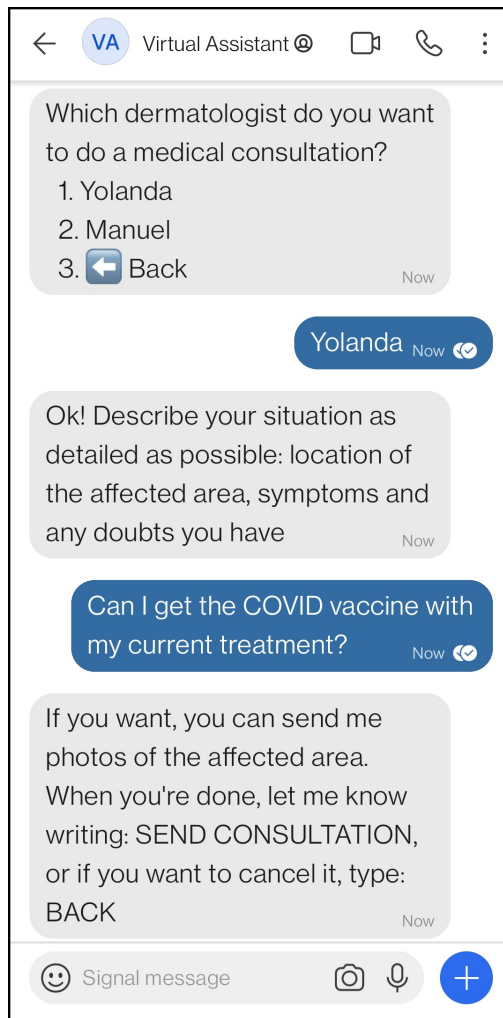 VA Virtual Assistant
Which dermatologist do you want
to do a medical consultation?
1. Yolanda
2. Manuel
3. ⬅️ Back
Now
Yolanda Now
Ok! Describe your situation as
detailed as possible: location of
the affected area, symptoms and
any doubts you have
Now
Can I get the COVID vaccine with
my current treatment?
Now
If you want, you can send me
photos of the affected area.
When you're done, let me know
writing: SEND CONSULTATION,
or if you want to cancel it, type:
BACK
Now
Signal message